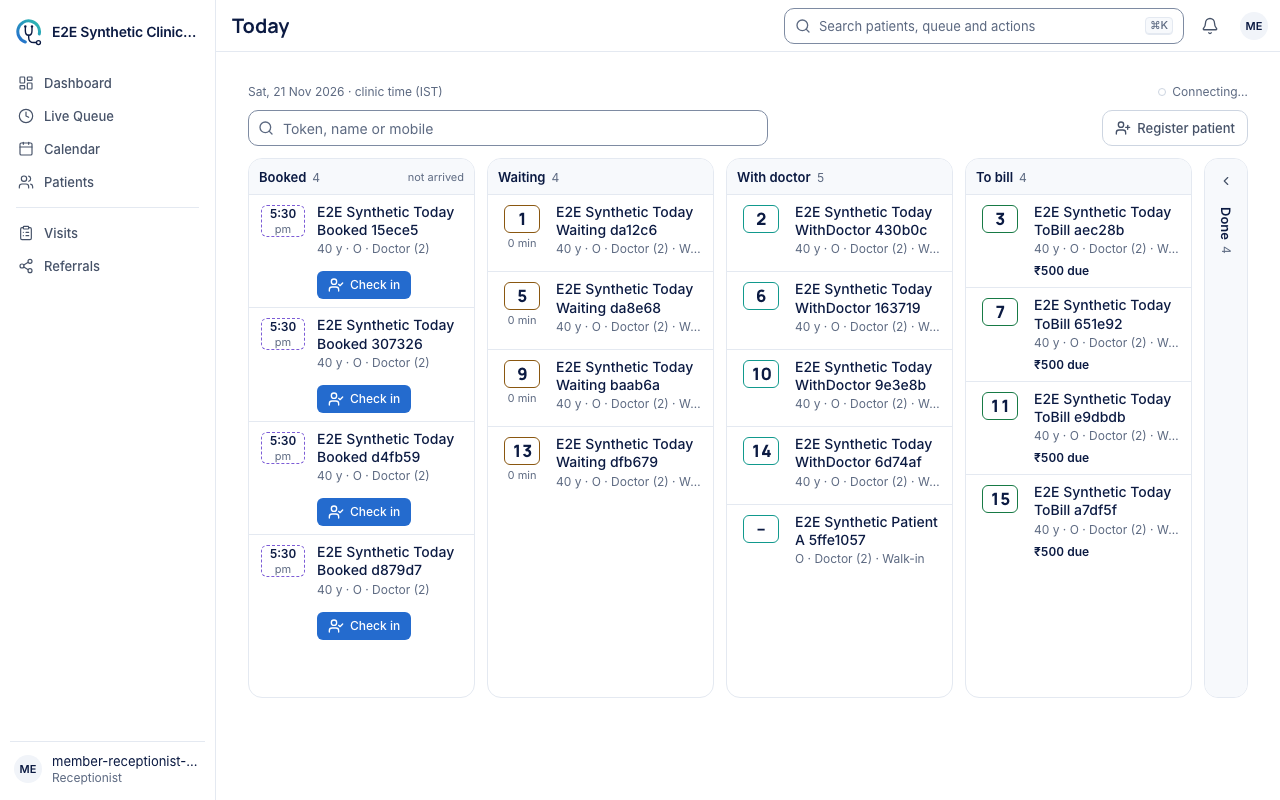 E2E Synthetic Clinic...
Dashboard
Live Queue
Calendar
Patients
Visits
Referrals
ME
member-receptionist-...
Receptionist
Today
Search patients, queue and actions
⌘K
ME
Sat, 21 Nov 2026 · clinic time (IST)
Connecting...
Token, name or mobile
Register patient
Booked 4 not arrived
5:30 pm
E2E Synthetic Today
Booked 15ece5
40 y · O · Doctor (2)
Check in
5:30 pm
E2E Synthetic Today
Booked 307326
40 y · O · Doctor (2)
Check in
5:30 pm
E2E Synthetic Today
Booked d4fb59
40 y · O · Doctor (2)
Check in
5:30 pm
E2E Synthetic Today
Booked d879d7
40 y · O · Doctor (2)
Check in
Waiting 4
1
0 min
E2E Synthetic Today
Waiting da12c6
40 y · O · Doctor (2) · W...
5
0 min
E2E Synthetic Today
Waiting da8e68
40 y · O · Doctor (2) · W...
9
0 min
E2E Synthetic Today
Waiting baab6a
40 y · O · Doctor (2) · W...
13
0 min
E2E Synthetic Today
Waiting dfb679
40 y · O · Doctor (2) · W...
With doctor 5
2
E2E Synthetic Today
WithDoctor 430b0c
40 y · O · Doctor (2) · W...
6
E2E Synthetic Today
WithDoctor 163719
40 y · O · Doctor (2) · W...
10
E2E Synthetic Today
WithDoctor 9e3e8b
40 y · O · Doctor (2) · W...
14
E2E Synthetic Today
WithDoctor 6d74af
40 y · O · Doctor (2) · W...
–
E2E Synthetic Patient
A 5ffe1057
O · Doctor (2) · Walk-in
To bill 4
3
E2E Synthetic Today
ToBill aec28b
40 y · O · Doctor (2) · W...
₹500 due
7
E2E Synthetic Today
ToBill 651e92
40 y · O · Doctor (2) · W...
₹500 due
11
E2E Synthetic Today
ToBill e9dbdb
40 y · O · Doctor (2) · W...
₹500 due
15
E2E Synthetic Today
ToBill a7df5f
40 y · O · Doctor (2) · W...
₹500 due
Done 4